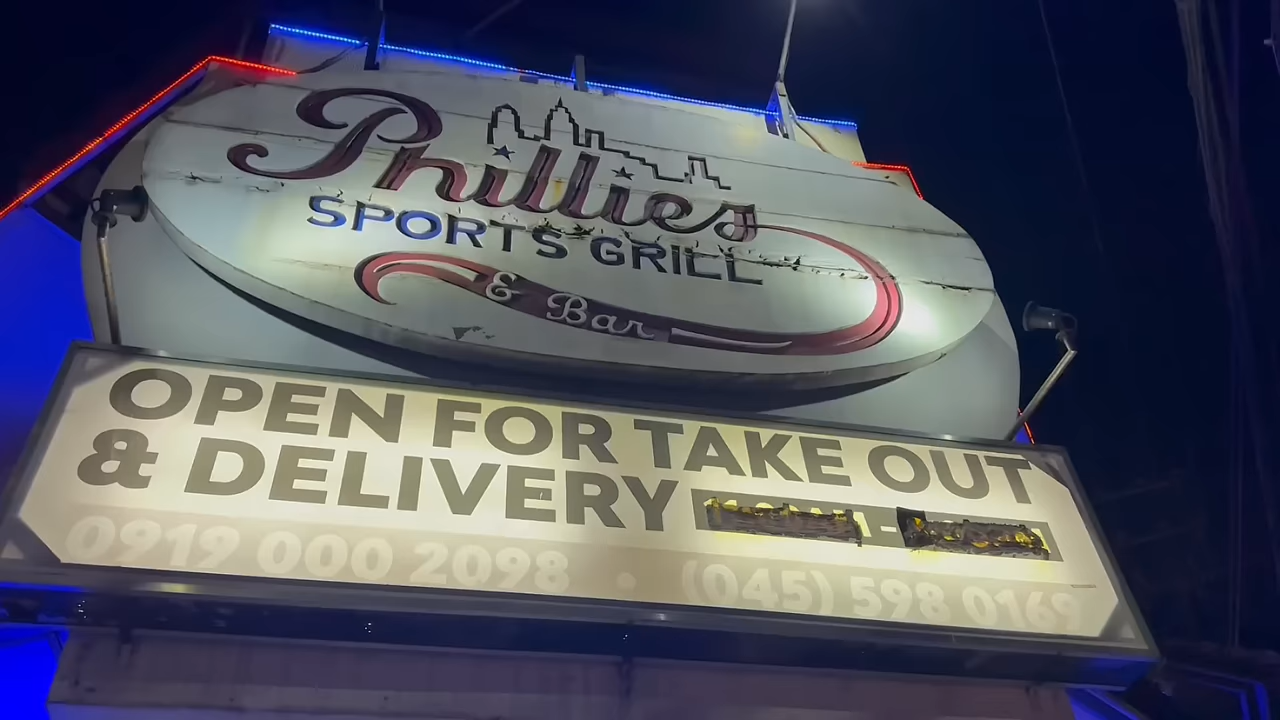 Phillies
SPORTS GRILL
& Bar
OPEN FOR TAKE OUT
& DELIVERY
0919 000 2098 • (045) 598 0169